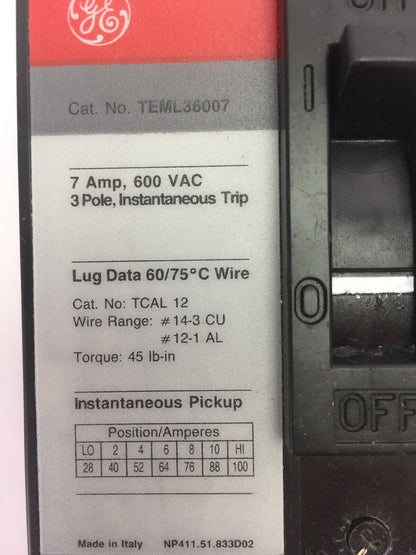 GE
Cat. No. TEML36007
7 Amp, 600 VAC
3 Pole, Instantaneous Trip
Lug Data 60/75°C Wire
Cat. No: TCAL 12
Wire Range: #14-3 CU
#12-1 AL
Torque: 45 lb-in
Instantaneous Pickup
Position/Amperes
LO 2 4 6 8 10 HI
28 40 52 64 76 88 100
Made in Italy NP411.51.833D02
ON
I
O
OFF